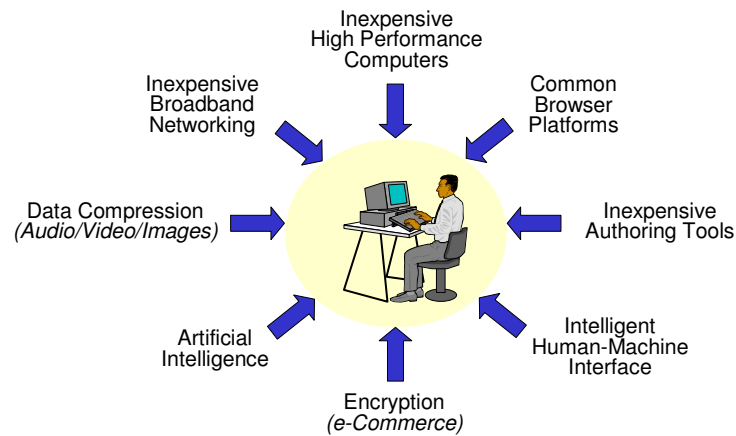 Inexpensive
High Performance
Computers
Inexpensive
Broadband
Networking
Common
Browser
Platforms
Data Compression
(Audio/Video/Images)
Inexpensive
Authoring Tools
Artificial
Intelligence
Intelligent
Human-Machine
Interface
Encryption
(e-Commerce)